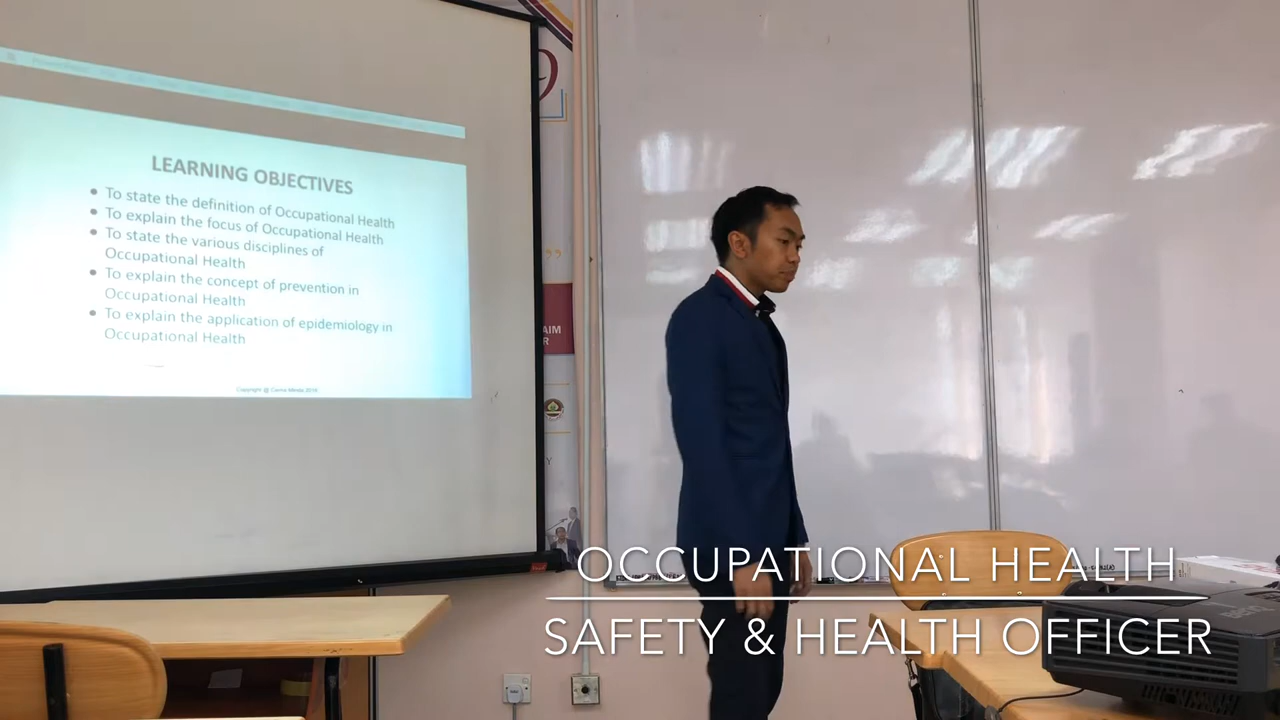 LEARNING OBJECTIVES
• To state the definition of Occupational Health
• To explain the focus of Occupational Health
• To state the various disciplines of
Occupational Health
• To explain the concept of prevention in
Occupational Health
• To explain the application of epidemiology in
Occupational Health
AIM
R
OCCUPATIONAL HEALTH
SAFETY & HEALTH OFFICER
BenQ